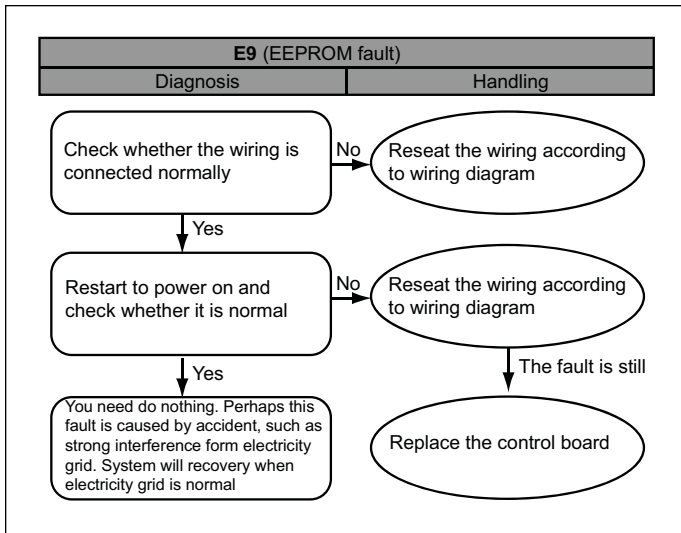 E9 (EEPROM fault)
Diagnosis
Handling
Check whether the wiring is
connected normally
No
Reseat the wiring according
to wiring diagram
Yes
Restart to power on and
check whether it is normal
No
Reseat the wiring according
to wiring diagram
Yes
The fault is still
You need do nothing. Perhaps this
fault is caused by accident, such as
strong interference form electricity
grid. System will recovery when
electricity grid is normal
Replace the control board